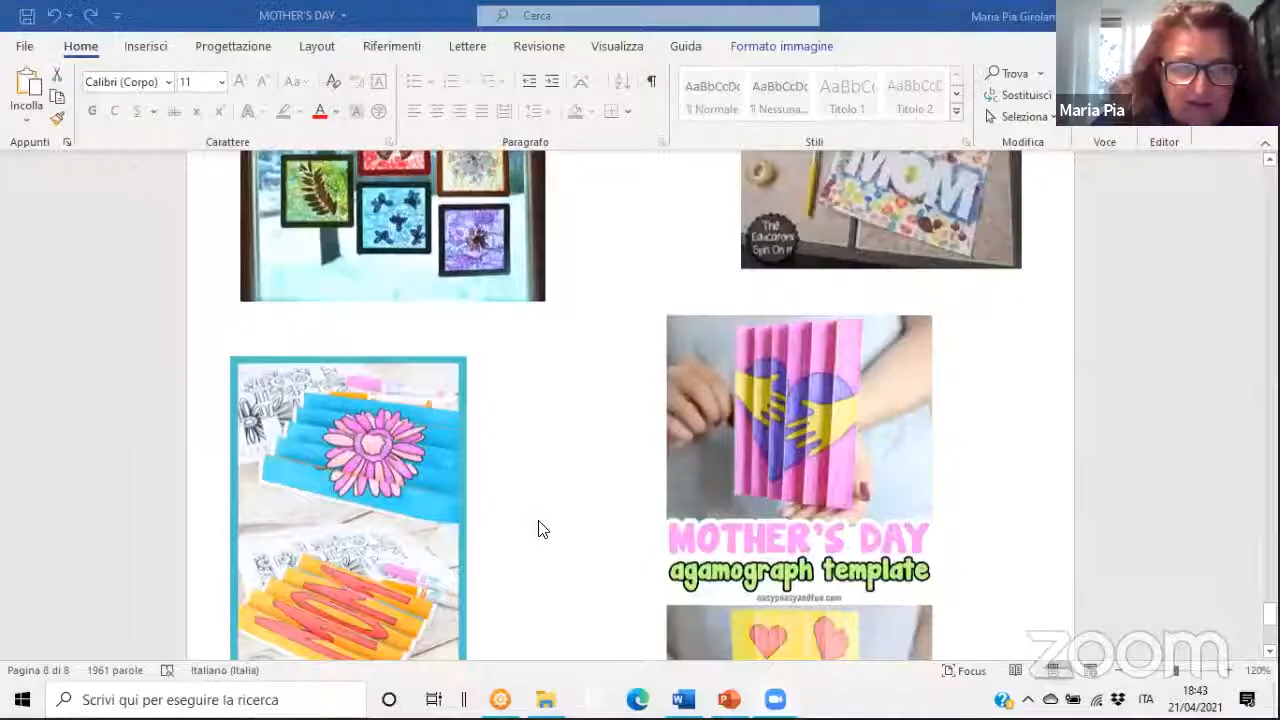 MOTHER'S DAY
Cerca
Maria Pia Girolam
File Home Inserisci Progettazione Layout Riferimenti Lettere Revisione Visualizza Guida Formato immagine
Incolla
Calibri (Corpo) 11
Aa
A
G C S ab x x A A
AaBbCcDc AaBbCcDc AaBbC AaBbCcD
¶ Normale ¶ Nessuna... Titolo 1 Titolo 2
Trova
Sostituisci
Seleziona
Maria Pia
Appunti Carattere Paragrafo Stili Modifica Voce Editor
MOM
The
Educators'
Spin On It
MOTHER'S DAY
agamograph template
easypeasyandfun.com
zoom
Pagina 8 di 8 1961 parole Italiano (Italia) Focus 120%
Scrivi qui per eseguire la ricerca
ITA
18:43
21/04/2021